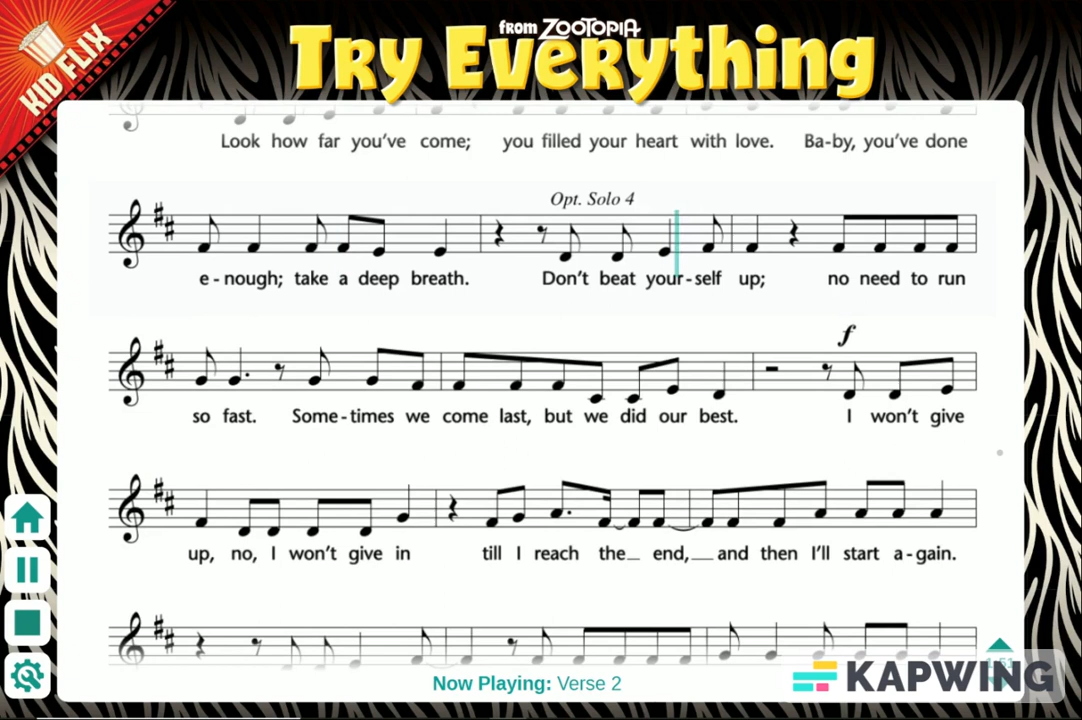 KID FLIX
from ZOOTOPIA
Try Everything
Look how far you've come; you filled your heart with love. Ba-by, you've done
Opt. Solo 4
e-nough; take a deep breath. Don't beat your-self up; no need to run
f
so fast. Some-times we come last, but we did our best. I won't give
up, no, I won't give in till I reach the_ end,_ and then I'll start a-gain.
Now Playing: Verse 2
KAPWING